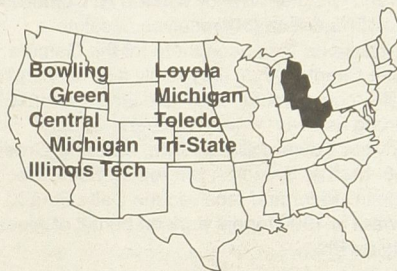 Bowling
Green
Central
Michigan
Illinois Tech
Loyola
Michigan
Toledo
Tri-State